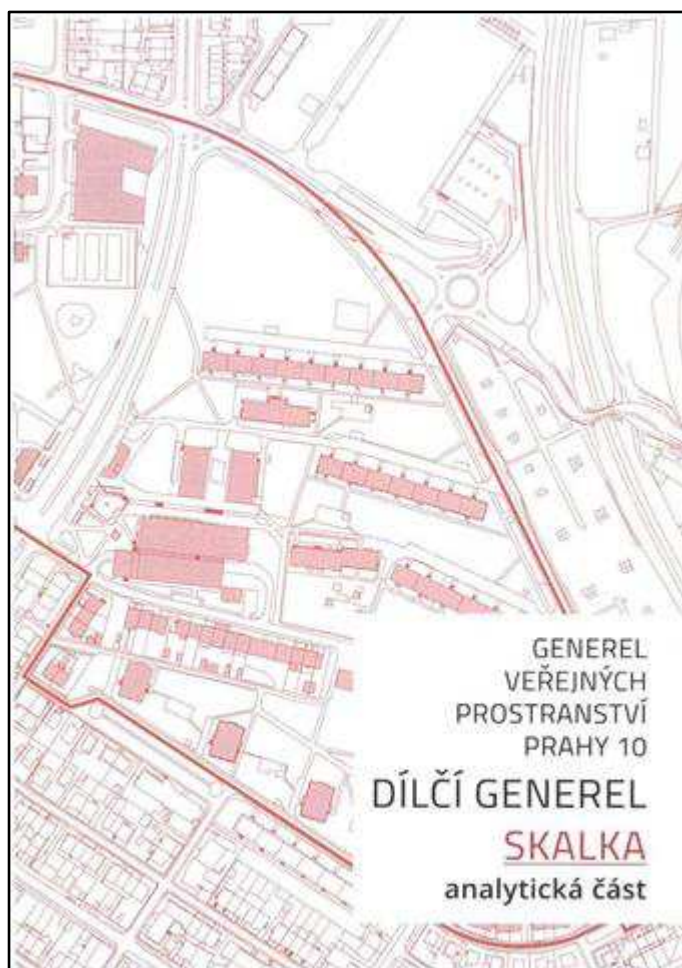 GENEREL
VEŘEJNÝCH
PROSTRANSTVÍ
PRAHY 10
DÍLČÍ GENEREL
SKALKA
analytická část